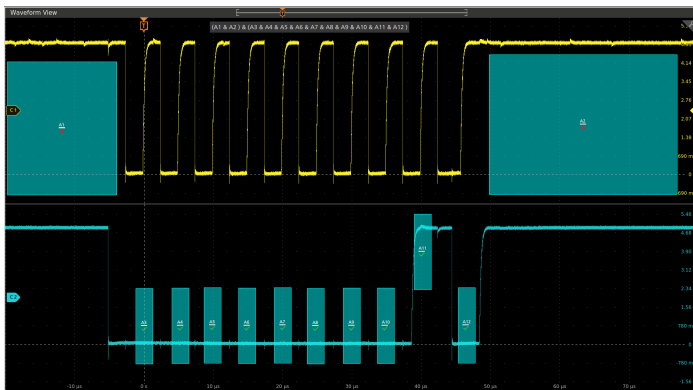 Waveform View
(A1 & A2 ) & (A3 & A4 & A5 & A6 & A7 & A8 & A9 & A10 & A11 & A12 )
T
4.14
3.45
2.76
2.07
1.38
690 m
0
-690 m
C1
A1
A2
5.46
4.68
3.90
3.12
2.34
1.56
780 m
0
-780 m
-1.56
C2
A11
A3
A4
A5
A6
A7
A8
A9
A10
A12
-10 µs
0 s
10 µs
20 µs
30 µs
40 µs
50 µs
60 µs
70 µs